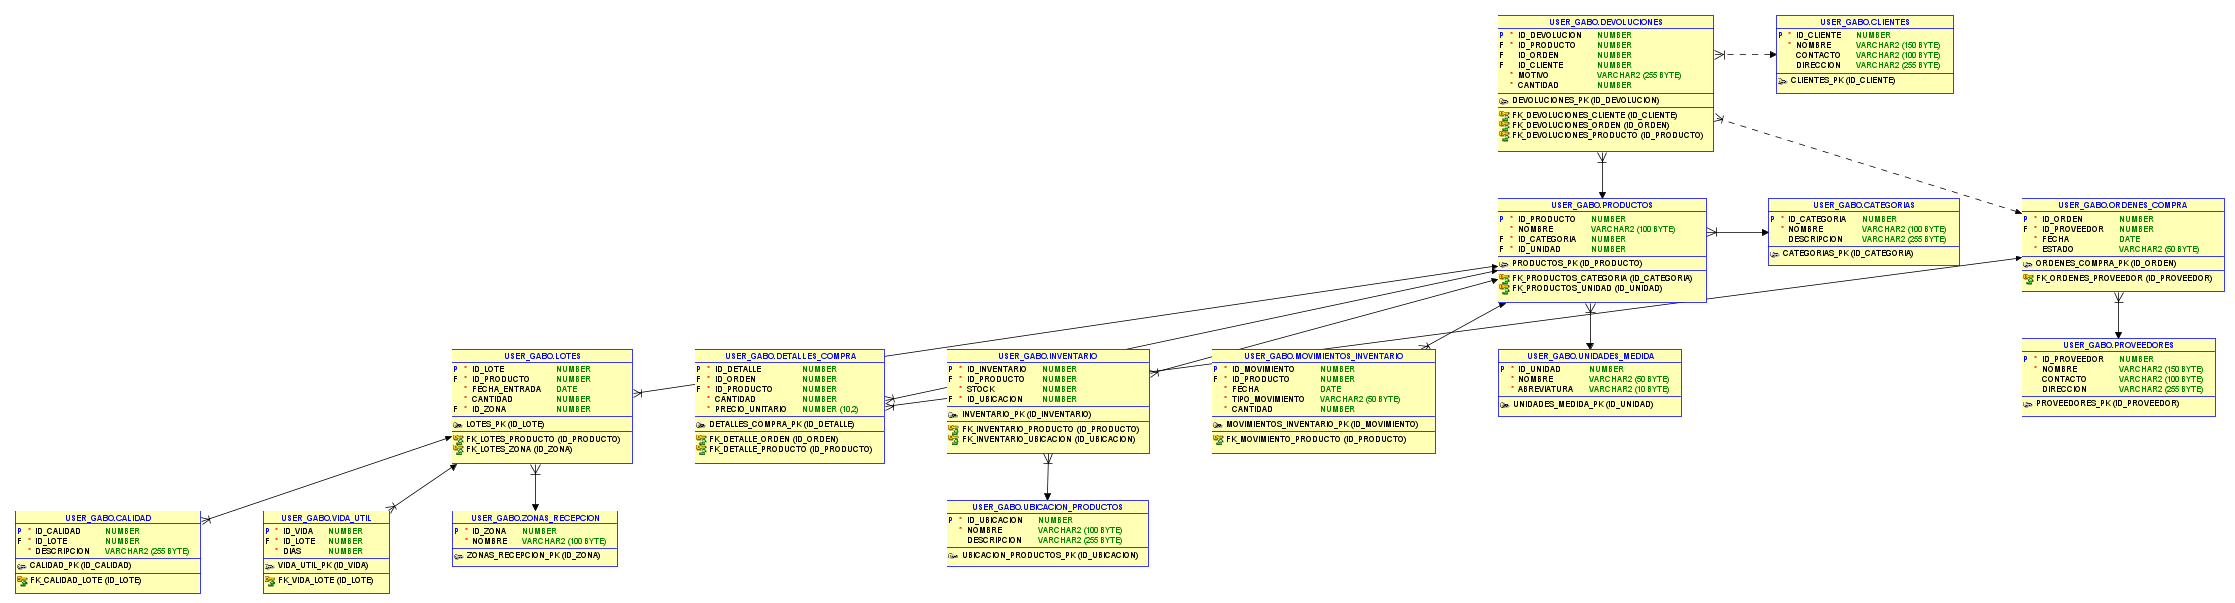 USER_GABO.DEVOLUCIONES
P * ID_DEVOLUCION NUMBER
F * ID_PRODUCTO NUMBER
F ID_ORDEN NUMBER
F ID_CLIENTE NUMBER
* MOTIVO VARCHAR2 (255 BYTE)
* CANTIDAD NUMBER
DEVOLUCIONES_PK (ID_DEVOLUCION)
FK_DEVOLUCIONES_CLIENTE (ID_CLIENTE)
FK_DEVOLUCIONES_ORDEN (ID_ORDEN)
FK_DEVOLUCIONES_PRODUCTO (ID_PRODUCTO)
USER_GABO.CLIENTES
P * ID_CLIENTE NUMBER
* NOMBRE VARCHAR2 (150 BYTE)
CONTACTO VARCHAR2 (100 BYTE)
DIRECCION VARCHAR2 (255 BYTE)
CLIENTES_PK (ID_CLIENTE)
USER_GABO.PRODUCTOS
P * ID_PRODUCTO NUMBER
* NOMBRE VARCHAR2 (100 BYTE)
F * ID_CATEGORIA NUMBER
F * ID_UNIDAD NUMBER
PRODUCTOS_PK (ID_PRODUCTO)
FK_PRODUCTOS_CATEGORIA (ID_CATEGORIA)
FK_PRODUCTOS_UNIDAD (ID_UNIDAD)
USER_GABO.CATEGORIAS
P * ID_CATEGORIA NUMBER
* NOMBRE VARCHAR2 (100 BYTE)
DESCRIPCION VARCHAR2 (255 BYTE)
CATEGORIAS_PK (ID_CATEGORIA)
USER_GABO.ORDENES_COMPRA
P * ID_ORDEN NUMBER
F * ID_PROVEEDOR NUMBER
* FECHA DATE
* ESTADO VARCHAR2 (50 BYTE)
ORDENES_COMPRA_PK (ID_ORDEN)
FK_ORDENES_PROVEEDOR (ID_PROVEEDOR)
USER_GABO.LOTES
P * ID_LOTE NUMBER
F * ID_PRODUCTO NUMBER
* FECHA_ENTRADA DATE
* CANTIDAD NUMBER
F * ID_ZONA NUMBER
LOTES_PK (ID_LOTE)
FK_LOTES_PRODUCTO (ID_PRODUCTO)
FK_LOTES_ZONA (ID_ZONA)
USER_GABO.DETALLES_COMPRA
P * ID_DETALLE NUMBER
F * ID_ORDEN NUMBER
F * ID_PRODUCTO NUMBER
* CANTIDAD NUMBER
* PRECIO_UNITARIO NUMBER (10,2)
DETALLES_COMPRA_PK (ID_DETALLE)
FK_DETALLE_ORDEN (ID_ORDEN)
FK_DETALLE_PRODUCTO (ID_PRODUCTO)
USER_GABO.INVENTARIO
P * ID_INVENTARIO NUMBER
F * ID_PRODUCTO NUMBER
* STOCK NUMBER
F * ID_UBICACION NUMBER
INVENTARIO_PK (ID_INVENTARIO)
FK_INVENTARIO_PRODUCTO (ID_PRODUCTO)
FK_INVENTARIO_UBICACION (ID_UBICACION)
USER_GABO.MOVIMIENTOS_INVENTARIO
P * ID_MOVIMIENTO NUMBER
F * ID_PRODUCTO NUMBER
* FECHA DATE
* TIPO_MOVIMIENTO VARCHAR2 (50 BYTE)
* CANTIDAD NUMBER
MOVIMIENTOS_INVENTARIO_PK (ID_MOVIMIENTO)
FK_MOVIMIENTO_PRODUCTO (ID_PRODUCTO)
USER_GABO.UNIDADES_MEDIDA
P * ID_UNIDAD NUMBER
* NOMBRE VARCHAR2 (50 BYTE)
* ABREVIATURA VARCHAR2 (10 BYTE)
UNIDADES_MEDIDA_PK (ID_UNIDAD)
USER_GABO.PROVEEDORES
P * ID_PROVEEDOR NUMBER
* NOMBRE VARCHAR2 (150 BYTE)
CONTACTO VARCHAR2 (100 BYTE)
DIRECCION VARCHAR2 (255 BYTE)
PROVEEDORES_PK (ID_PROVEEDOR)
USER_GABO.CALIDAD
P * ID_CALIDAD NUMBER
F * ID_LOTE NUMBER
* DESCRIPCION VARCHAR2 (255 BYTE)
CALIDAD_PK (ID_CALIDAD)
FK_CALIDAD_LOTE (ID_LOTE)
USER_GABO.VIDA_UTIL
P * ID_VIDA NUMBER
F * ID_LOTE NUMBER
* DIAS NUMBER
VIDA_UTIL_PK (ID_VIDA)
FK_VIDA_LOTE (ID_LOTE)
USER_GABO.ZONAS_RECEPCION
P * ID_ZONA NUMBER
* NOMBRE VARCHAR2 (100 BYTE)
ZONAS_RECEPCION_PK (ID_ZONA)
USER_GABO.UBICACION_PRODUCTOS
P * ID_UBICACION NUMBER
* NOMBRE VARCHAR2 (100 BYTE)
DESCRIPCION VARCHAR2 (255 BYTE)
UBICACION_PRODUCTOS_PK (ID_UBICACION)